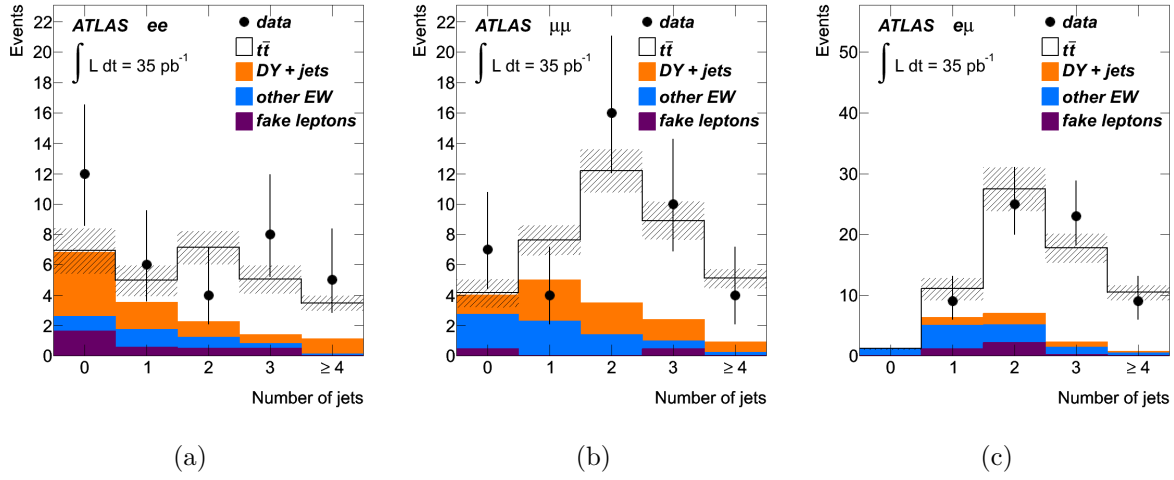 Events
22
20
18
16
14
12
10
8
6
4
2
0
ATLAS ee
∫ L dt = 35 pb⁻¹
data
tt̄
DY + jets
other EW
fake leptons
0 1 2 3 ≥ 4
Number of jets
(a)
Events
22
20
18
16
14
12
10
8
6
4
2
0
ATLAS μμ
∫ L dt = 35 pb⁻¹
data
tt̄
DY + jets
other EW
fake leptons
0 1 2 3 ≥ 4
Number of jets
(b)
Events
50
40
30
20
10
0
ATLAS eμ
∫ L dt = 35 pb⁻¹
data
tt̄
DY + jets
other EW
fake leptons
0 1 2 3 ≥ 4
Number of jets
(c)